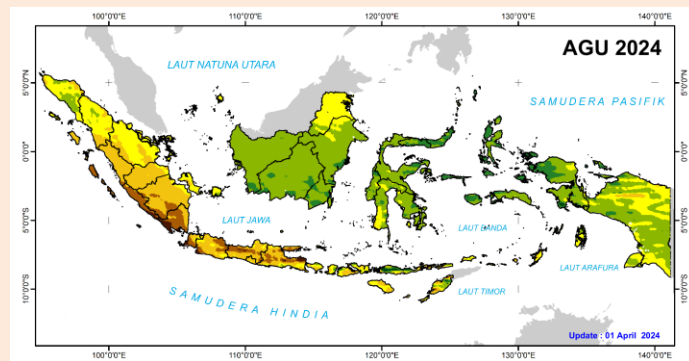 100°0'0"E 110°0'0"E 120°0'0"E 130°0'0"E 140°0'0"E
AGU 2024
LAUT NATUNA UTARA
5°0'0"N
SAMUDERA PASIFIK
0°0'0"
LAUT JAWA
5°0'0"S
LAUT BANDA
LAUT ARAFURA
10°0'0"S
LAUT TIMOR
SAMUDERA HINDIA
Update : 01 April 2024
100°0'0"E 110°0'0"E 120°0'0"E 130°0'0"E 140°0'0"E